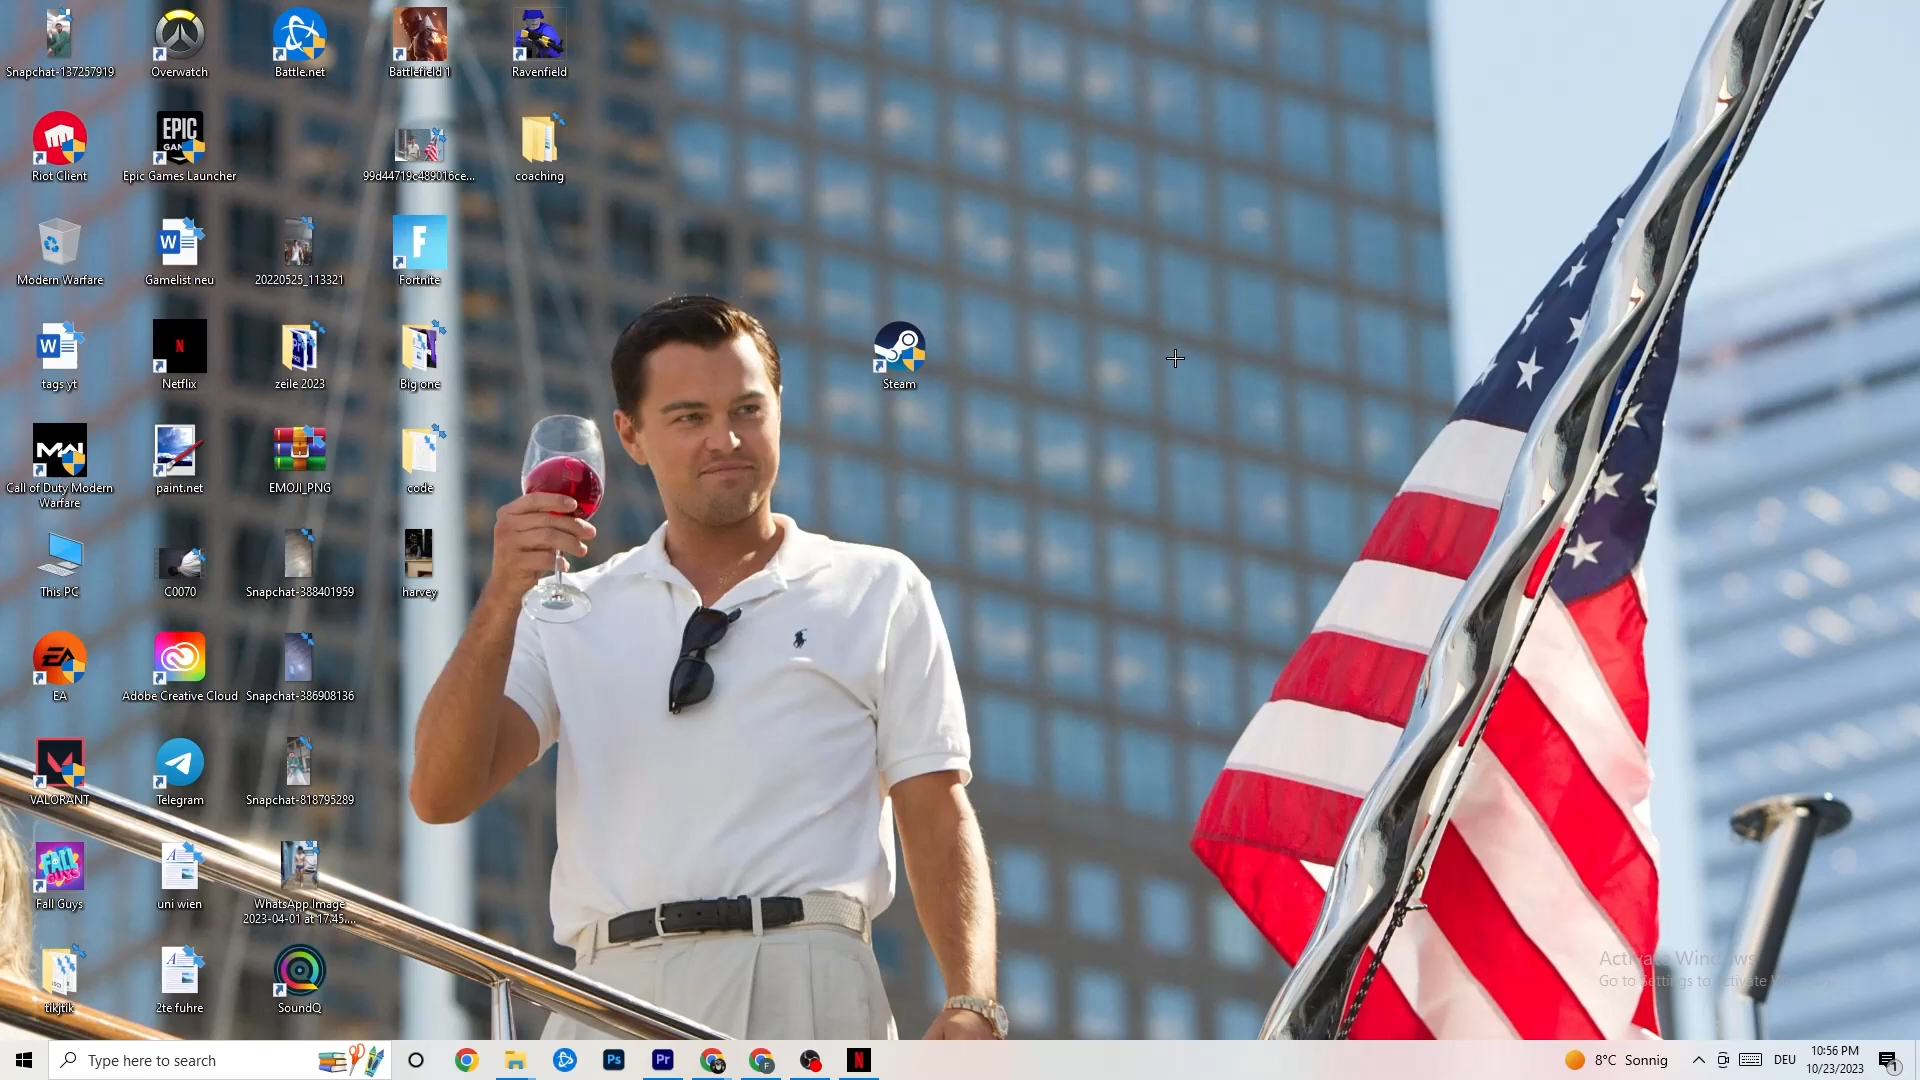 Snapchat-137257919
Overwatch
Battle.net
Battlefield 1
Ravenfield
EPIC
Riot Client
Epic Games Launcher
99d44719c489016ce...
coaching
Modern Warfare
Gamelist neu
20220525_113321
Fortnite
tags yt
Netflix
zeile 2023
Big one
Steam
Call of Duty Modern
Warfare
paint.net
EMOJI_PNG
code
This PC
C0070
Snapchat-388401959
harvey
EA
Adobe Creative Cloud
Snapchat-386908136
VALORANT
Telegram
Snapchat-818795289
Fall Guys
uni wien
WhatsApp Image
2023-04-01 at 17.45....
Activate Windows
Go to Settings to activate W
tikjtik
2te fuhre
SoundQ
Type here to search
Ps
Pr
N
8°C Sonnig
DEU
10:56 PM
10/23/2023
1